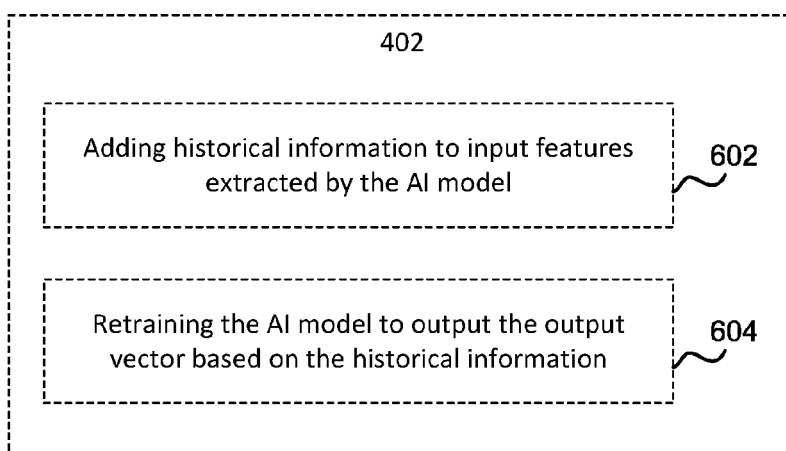 402
Adding historical information to input features
extracted by the AI model
602
Retraining the AI model to output the output
vector based on the historical information
604